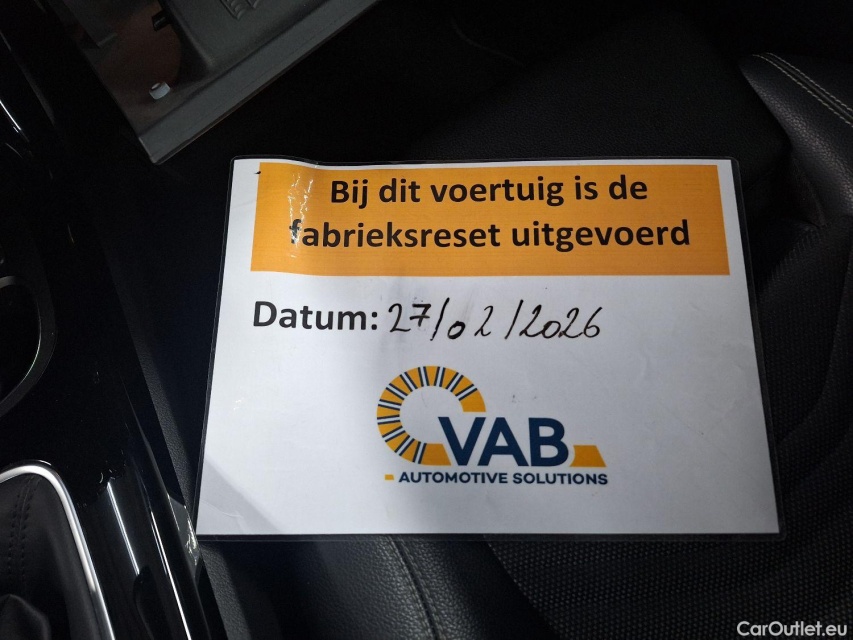 Bij dit voertuig is de
fabrieksreset uitgevoerd
Datum: 27/02/2026
VAB
AUTOMOTIVE SOLUTIONS
CarOutlet.eu